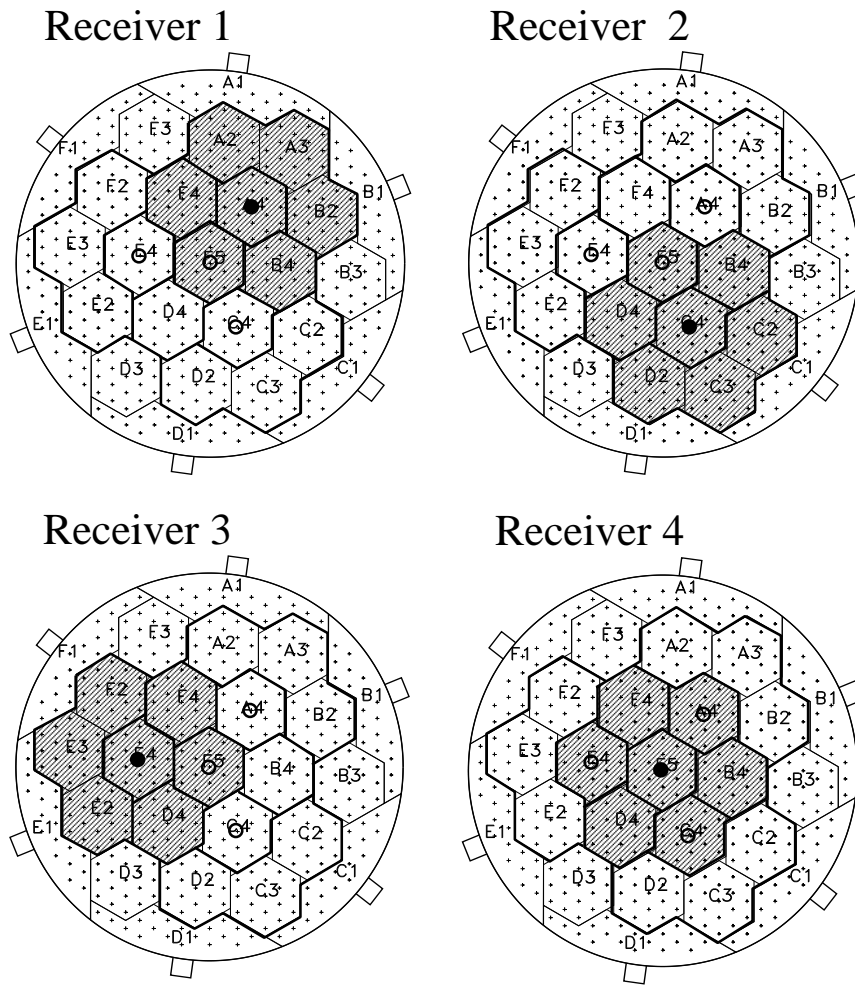 Receiver 1
A1
F3
A2
A3
F1
F2
F4
B2
B1
E3
E4
B4
B3
E2
D4
C4
C2
E1
D3
D2
C3
C1
D1
Receiver 2
A1
F3
A2
A3
F1
F2
F4
A4
B2
B1
E3
E4
B4
B3
E2
D4
C4
C2
E1
D3
D2
C3
C1
D1
Receiver 3
A1
F3
A2
A3
F1
F2
F4
A4
B2
B1
E3
E4
B4
B3
E2
D4
C4
C2
E1
D3
D2
C3
C1
D1
Receiver 4
A1
F3
A2
A3
F1
F2
F4
A4
B2
B1
E3
E4
B4
B3
E2
D4
C4
C2
E1
D3
D2
C3
C1
D1